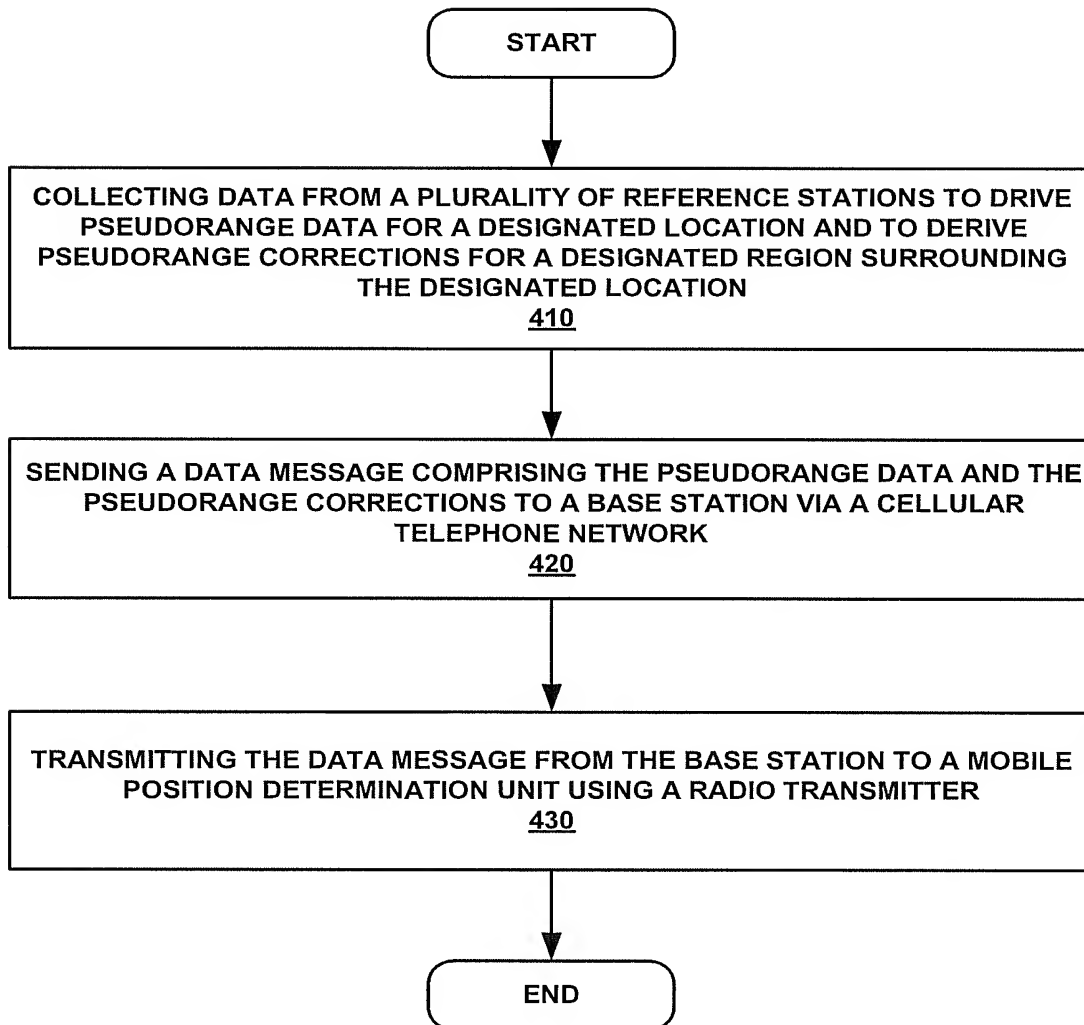 START
COLLECTING DATA FROM A PLURALITY OF REFERENCE STATIONS TO DRIVE
PSEUDORANGE DATA FOR A DESIGNATED LOCATION AND TO DERIVE
PSEUDORANGE CORRECTIONS FOR A DESIGNATED REGION SURROUNDING
THE DESIGNATED LOCATION
410
SENDING A DATA MESSAGE COMPRISING THE PSEUDORANGE DATA AND THE
PSEUDORANGE CORRECTIONS TO A BASE STATION VIA A CELLULAR
TELEPHONE NETWORK
420
TRANSMITTING THE DATA MESSAGE FROM THE BASE STATION TO A MOBILE
POSITION DETERMINATION UNIT USING A RADIO TRANSMITTER
430
END